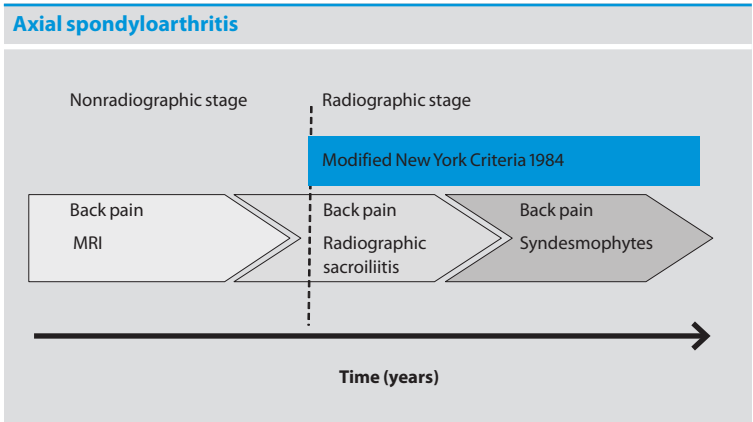 Axial spondyloarthritis
Nonradiographic stage
Radiographic stage
Modified New York Criteria 1984
Back pain
MRI
Back pain
Radiographic
sacroiliitis
Back pain
Syndesmophytes
Time (years)